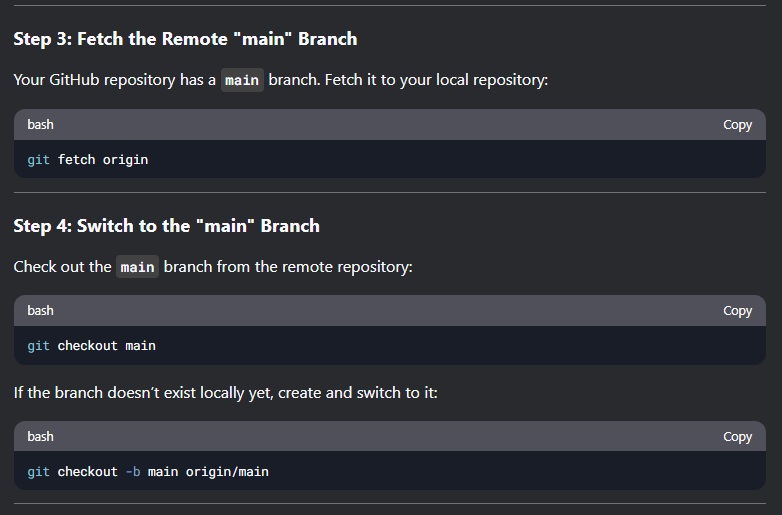 Step 3: Fetch the Remote "main" Branch
Your GitHub repository has a main branch. Fetch it to your local repository:
bash Copy
git fetch origin
Step 4: Switch to the "main" Branch
Check out the main branch from the remote repository:
bash Copy
git checkout main
If the branch doesn’t exist locally yet, create and switch to it:
bash Copy
git checkout -b main origin/main